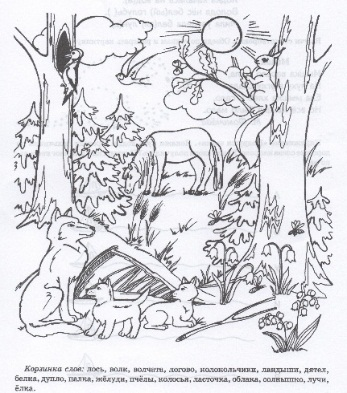 Корзинка слов: лось, волк, волчата, логово, колокольчики, ландыши, дятел,
белка, дупло, палка, жёлуди, пчёлы, колосья, ласточка, облака, солнышко, лучи,
ёлка.